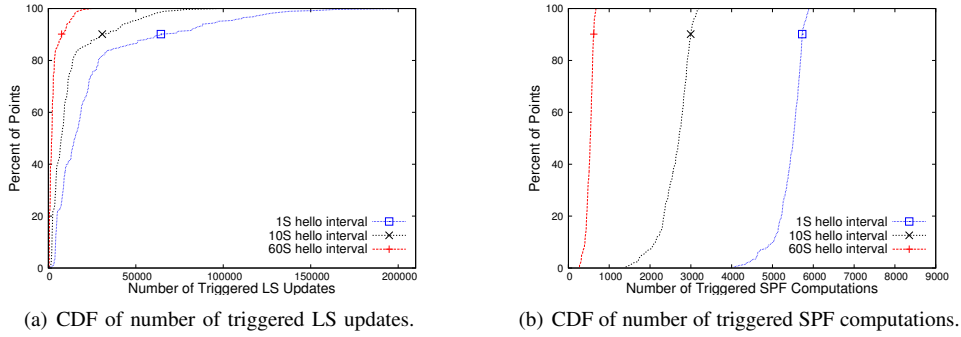 100
80
60
40
20
0
Percent of Points
0 50000 100000 150000 200000
Number of Triggered LS Updates
1S hello interval
10S hello interval
60S hello interval
(a) CDF of number of triggered LS updates.
100
80
60
40
20
0
Percent of Points
0 1000 2000 3000 4000 5000 6000 7000 8000 9000
Number of Triggered SPF Computations
1S hello interval
10S hello interval
60S hello interval
(b) CDF of number of triggered SPF computations.